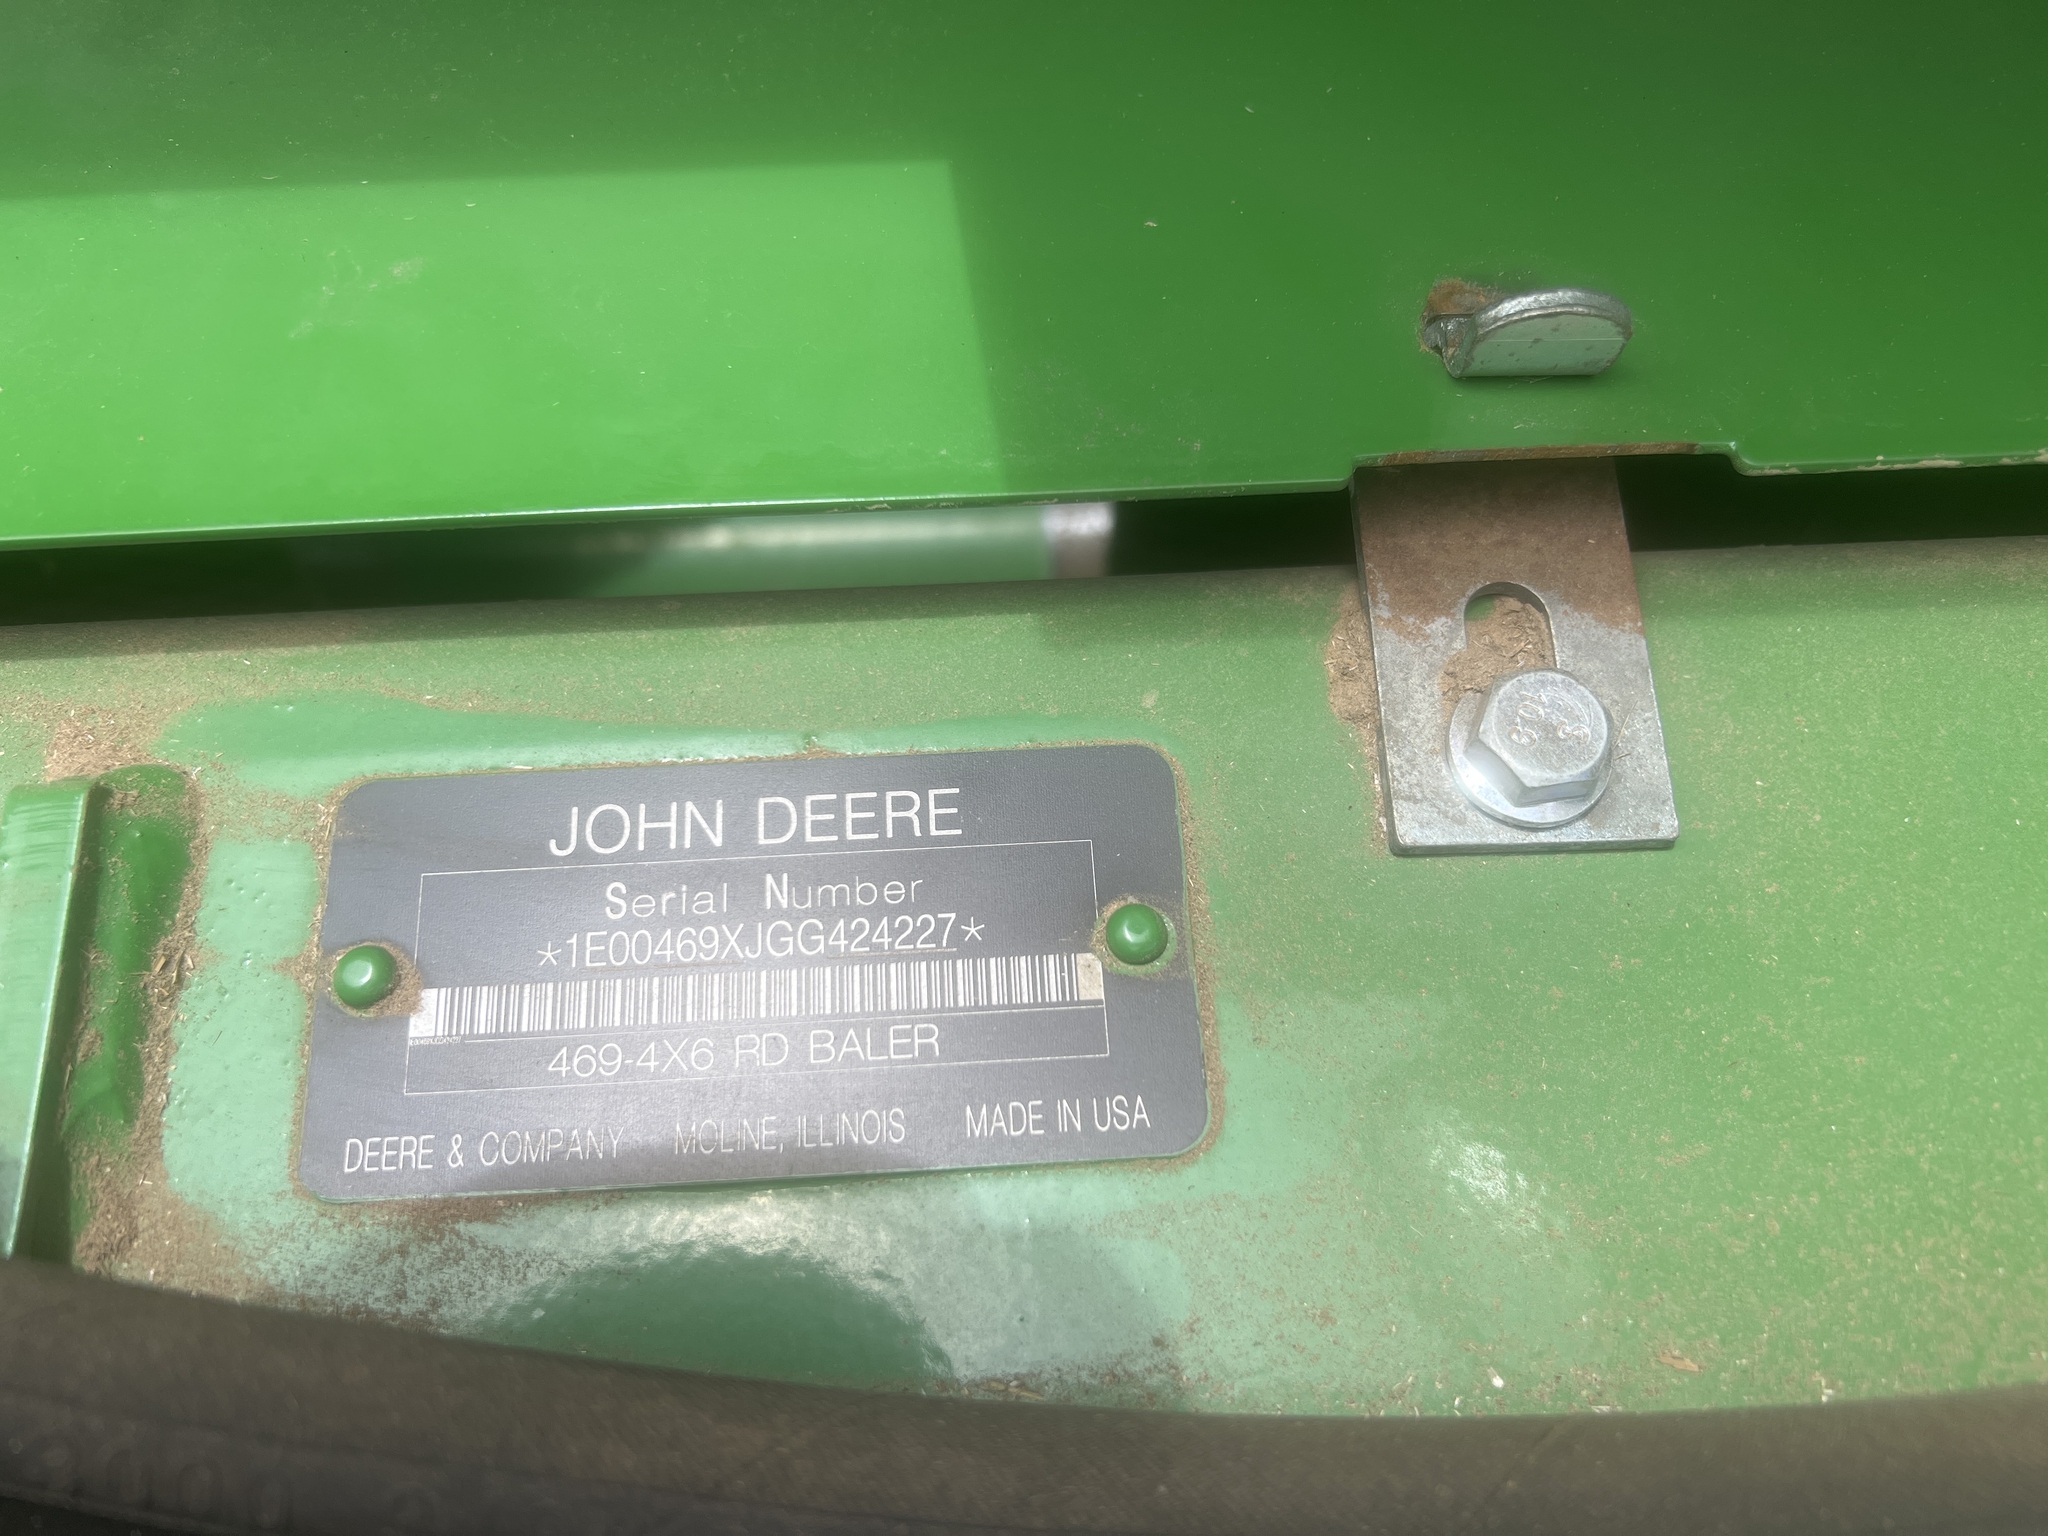 JOHN DEERE
Serial Number
*1E00469XJGG424227*
469-4X6 RD BALER
DEERE & COMPANY MOLINE, ILLINOIS MADE IN USA